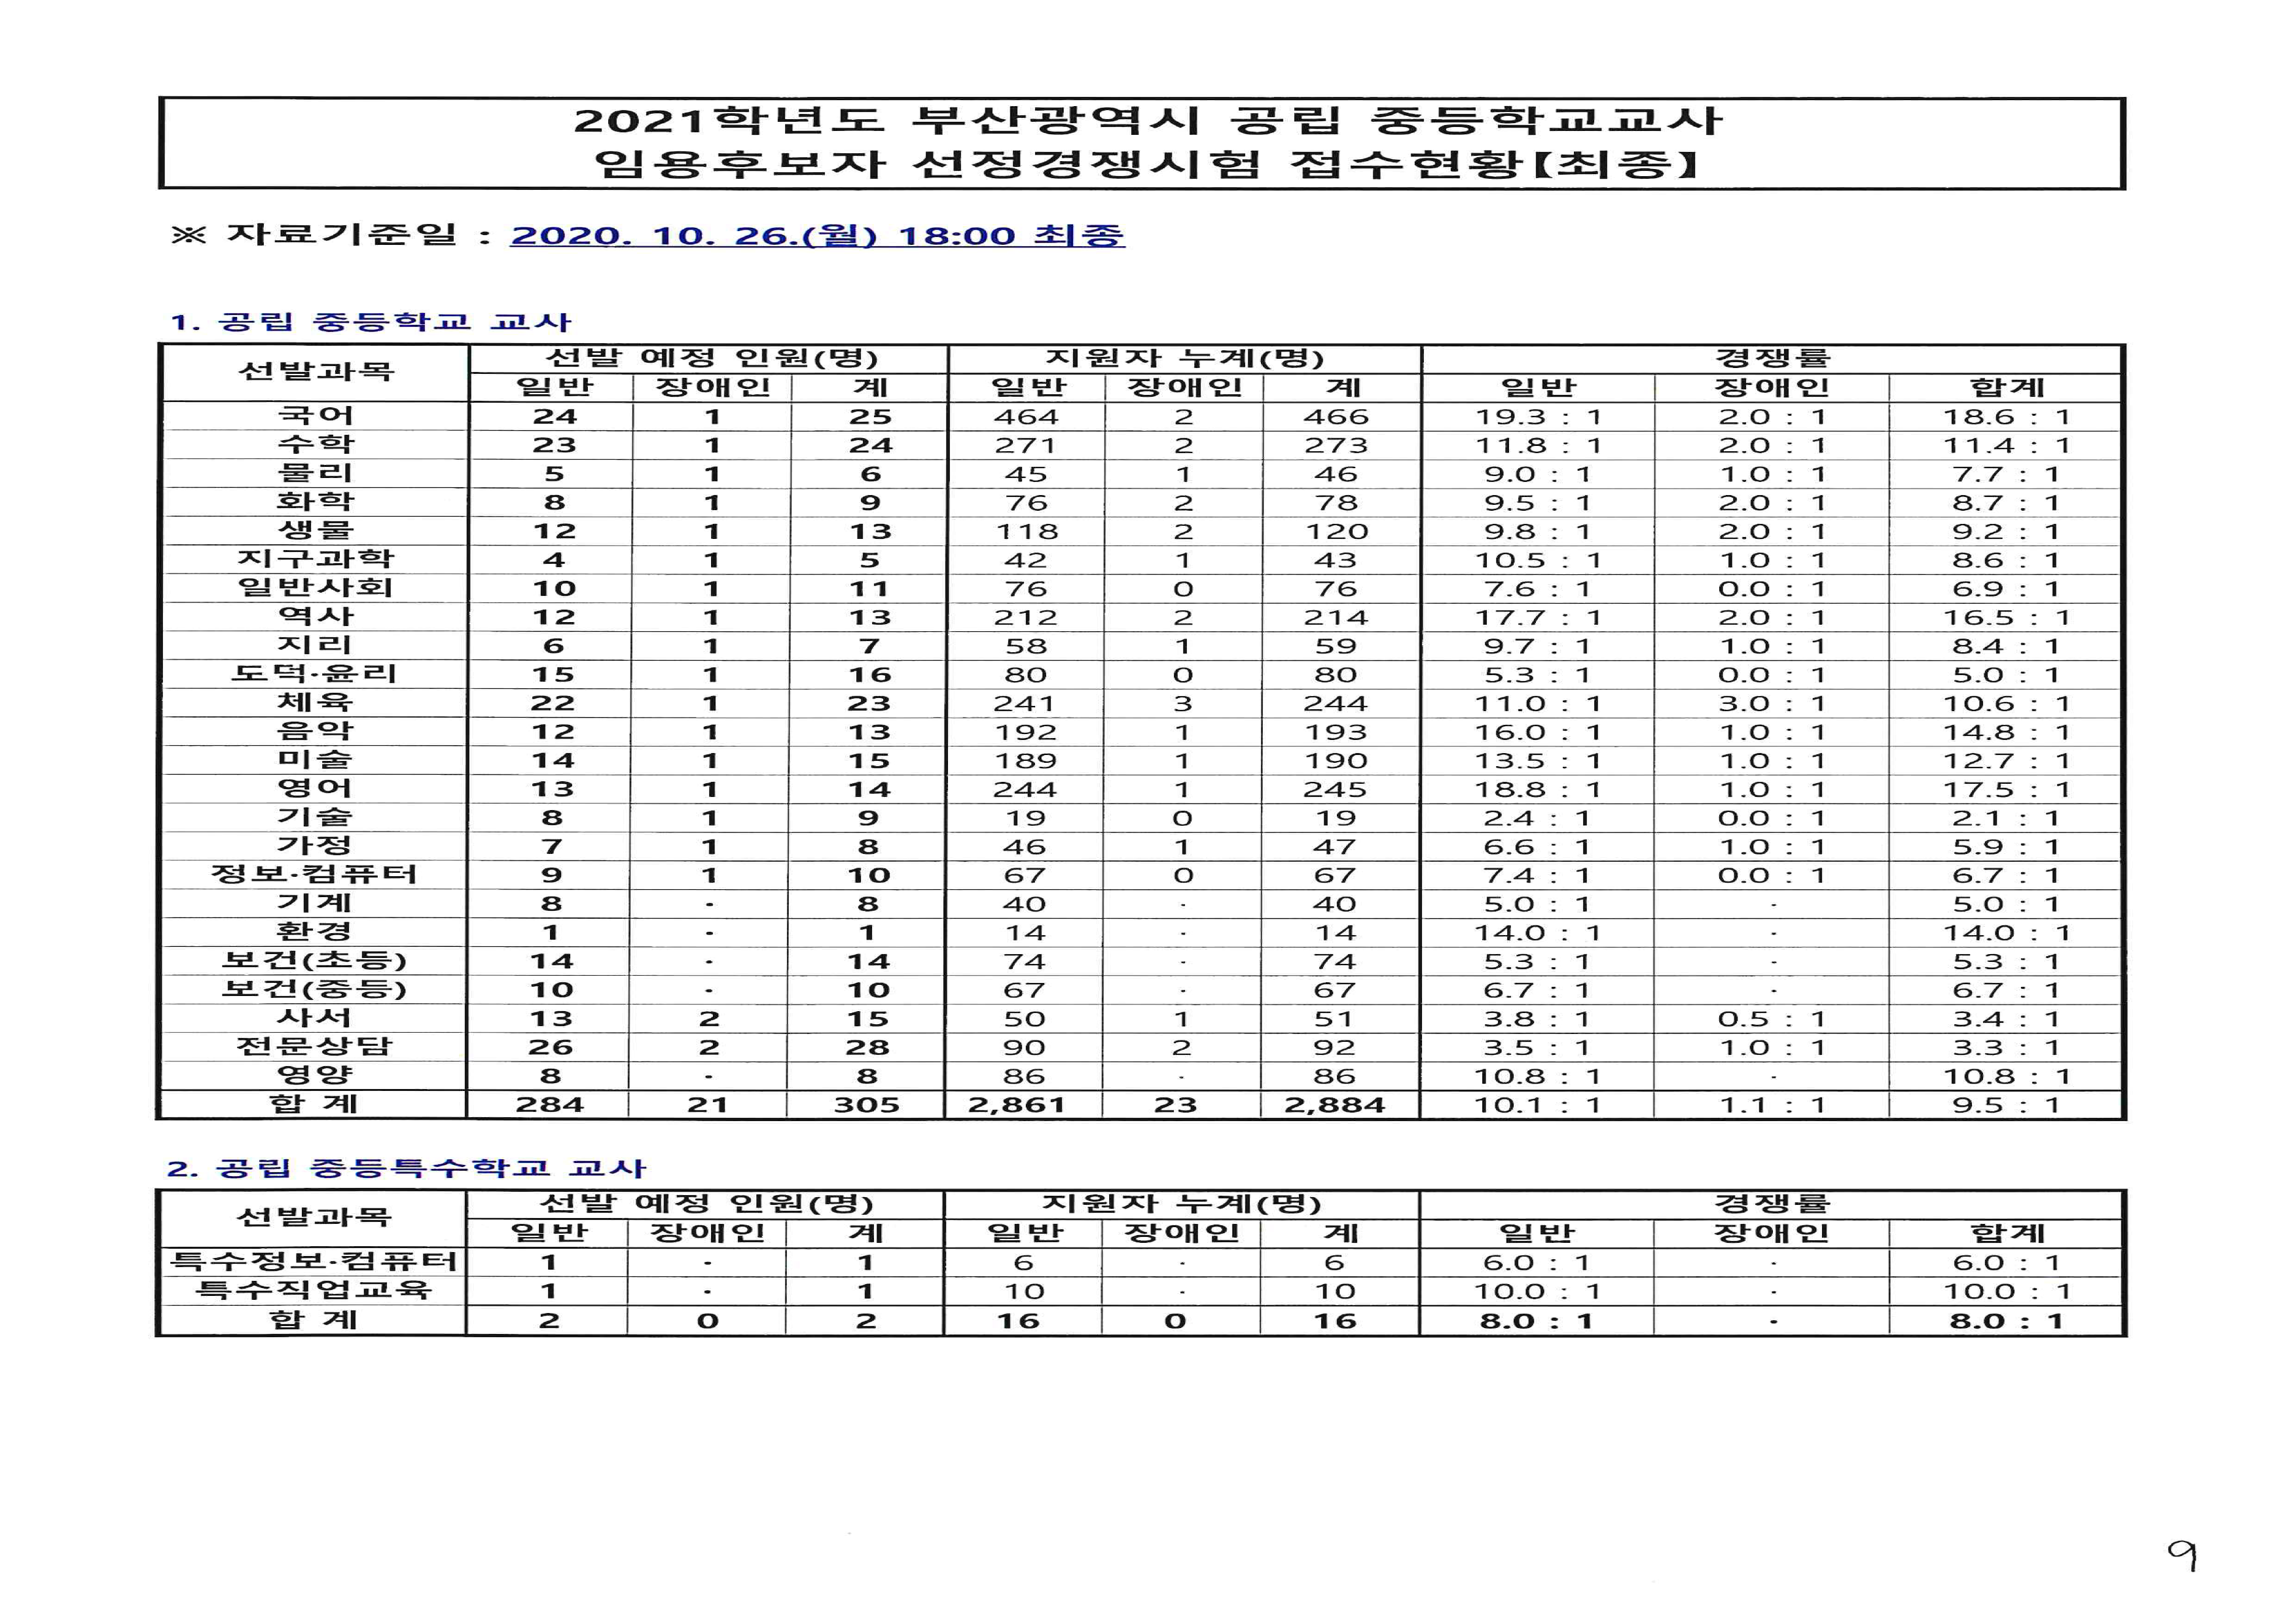 2021학년도 부산광역시 공립 중등학교교사
임용후보자 선정경쟁시험 접수현황【최종】
※ 자료기준일 : 2020. 10. 26.(월) 18:00 최종
1. 공립 중등학교 교사
선발과목 선발 예정 인원(명) 지원자 누계(명) 경쟁률
일반 장애인 계 일반 장애인 계 일반 장애인 합계
국어 24 1 25 464 2 466 19.3 : 1 2.0 : 1 18.6 : 1
수학 23 1 24 271 2 273 11.8 : 1 2.0 : 1 11.4 : 1
물리 5 1 6 45 1 46 9.0 : 1 1.0 : 1 7.7 : 1
화학 8 1 9 76 2 78 9.5 : 1 2.0 : 1 8.7 : 1
생물 12 1 13 118 2 120 9.8 : 1 2.0 : 1 9.2 : 1
지구과학 4 1 5 42 1 43 10.5 : 1 1.0 : 1 8.6 : 1
일반사회 10 1 11 76 0 76 7.6 : 1 0.0 : 1 6.9 : 1
역사 12 1 13 212 2 214 17.7 : 1 2.0 : 1 16.5 : 1
지리 6 1 7 58 1 59 9.7 : 1 1.0 : 1 8.4 : 1
도덕·윤리 15 1 16 80 0 80 5.3 : 1 0.0 : 1 5.0 : 1
체육 22 1 23 241 3 244 11.0 : 1 3.0 : 1 10.6 : 1
음악 12 1 13 192 1 193 16.0 : 1 1.0 : 1 14.8 : 1
미술 14 1 15 189 1 190 13.5 : 1 1.0 : 1 12.7 : 1
영어 13 1 14 244 1 245 18.8 : 1 1.0 : 1 17.5 : 1
기술 8 1 9 19 0 19 2.4 : 1 0.0 : 1 2.1 : 1
가정 7 1 8 46 1 47 6.6 : 1 1.0 : 1 5.9 : 1
정보·컴퓨터 9 1 10 67 0 67 7.4 : 1 0.0 : 1 6.7 : 1
기계 8 · 8 40 · 40 5.0 : 1 · 5.0 : 1
환경 1 · 1 14 · 14 14.0 : 1 · 14.0 : 1
보건(초등) 14 · 14 74 · 74 5.3 : 1 · 5.3 : 1
보건(중등) 10 · 10 67 · 67 6.7 : 1 · 6.7 : 1
사서 13 2 15 50 1 51 3.8 : 1 0.5 : 1 3.4 : 1
전문상담 26 2 28 90 2 92 3.5 : 1 1.0 : 1 3.3 : 1
영양 8 · 8 86 · 86 10.8 : 1 · 10.8 : 1
합 계 284 21 305 2,861 23 2,884 10.1 : 1 1.1 : 1 9.5 : 1
2. 공립 중등특수학교 교사
선발과목 선발 예정 인원(명) 지원자 누계(명) 경쟁률
일반 장애인 계 일반 장애인 계 일반 장애인 합계
특수정보·컴퓨터 1 · 1 6 · 6 6.0 : 1 · 6.0 : 1
특수직업교육 1 · 1 10 · 10 10.0 : 1 · 10.0 : 1
합 계 2 0 2 16 0 16 8.0 : 1 · 8.0 : 1
9